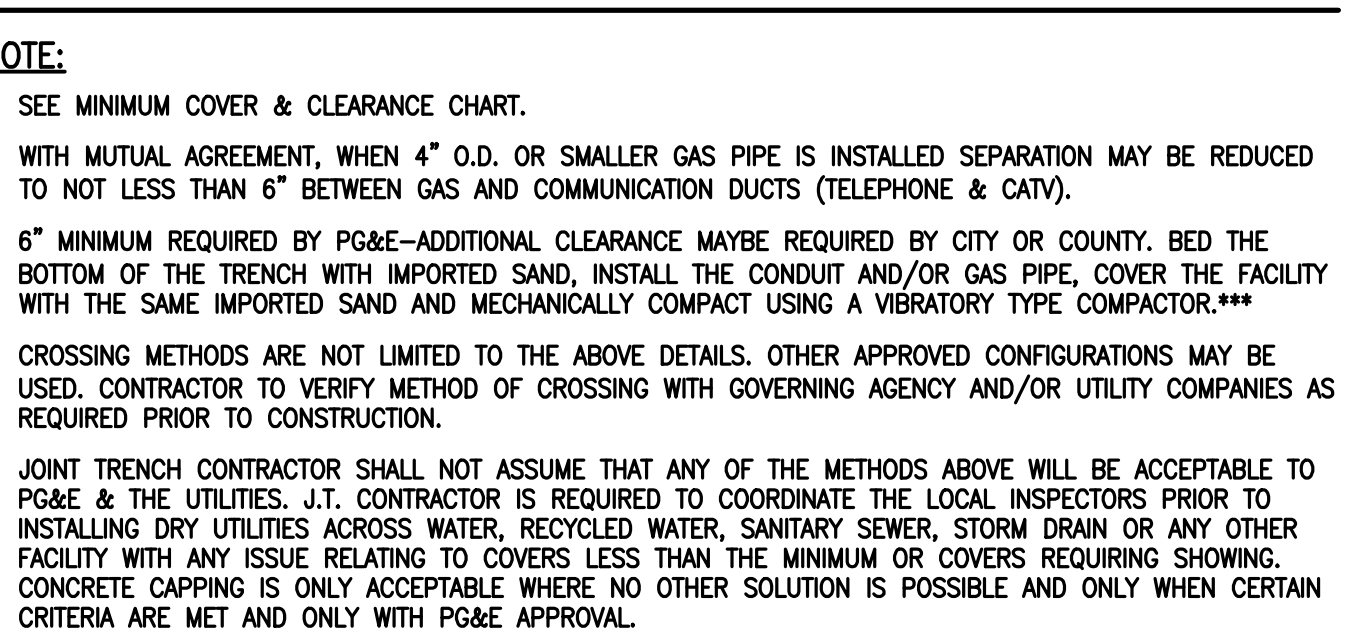 OTE:
SEE MINIMUM COVER & CLEARANCE CHART.
WITH MUTUAL AGREEMENT, WHEN 4" O.D. OR SMALLER GAS PIPE IS INSTALLED SEPARATION MAY BE REDUCED
TO NOT LESS THAN 6" BETWEEN GAS AND COMMUNICATION DUCTS (TELEPHONE & CATV).
6" MINIMUM REQUIRED BY PG&E-ADDITIONAL CLEARANCE MAYBE REQUIRED BY CITY OR COUNTY. BED THE
BOTTOM OF THE TRENCH WITH IMPORTED SAND, INSTALL THE CONDUIT AND/OR GAS PIPE, COVER THE FACILITY
WITH THE SAME IMPORTED SAND AND MECHANICALLY COMPACT USING A VIBRATORY TYPE COMPACTOR.***
CROSSING METHODS ARE NOT LIMITED TO THE ABOVE DETAILS. OTHER APPROVED CONFIGURATIONS MAY BE
USED. CONTRACTOR TO VERIFY METHOD OF CROSSING WITH GOVERNING AGENCY AND/OR UTILITY COMPANIES AS
REQUIRED PRIOR TO CONSTRUCTION.
JOINT TRENCH CONTRACTOR SHALL NOT ASSUME THAT ANY OF THE METHODS ABOVE WILL BE ACCEPTABLE TO
PG&E & THE UTILITIES. J.T. CONTRACTOR IS REQUIRED TO COORDINATE THE LOCAL INSPECTORS PRIOR TO
INSTALLING DRY UTILITIES ACROSS WATER, RECYCLED WATER, SANITARY SEWER, STORM DRAIN OR ANY OTHER
FACILITY WITH ANY ISSUE RELATING TO COVERS LESS THAN THE MINIMUM OR COVERS REQUIRING SHOWING.
CONCRETE CAPPING IS ONLY ACCEPTABLE WHERE NO OTHER SOLUTION IS POSSIBLE AND ONLY WHEN CERTAIN
CRITERIA ARE MET AND ONLY WITH PG&E APPROVAL.